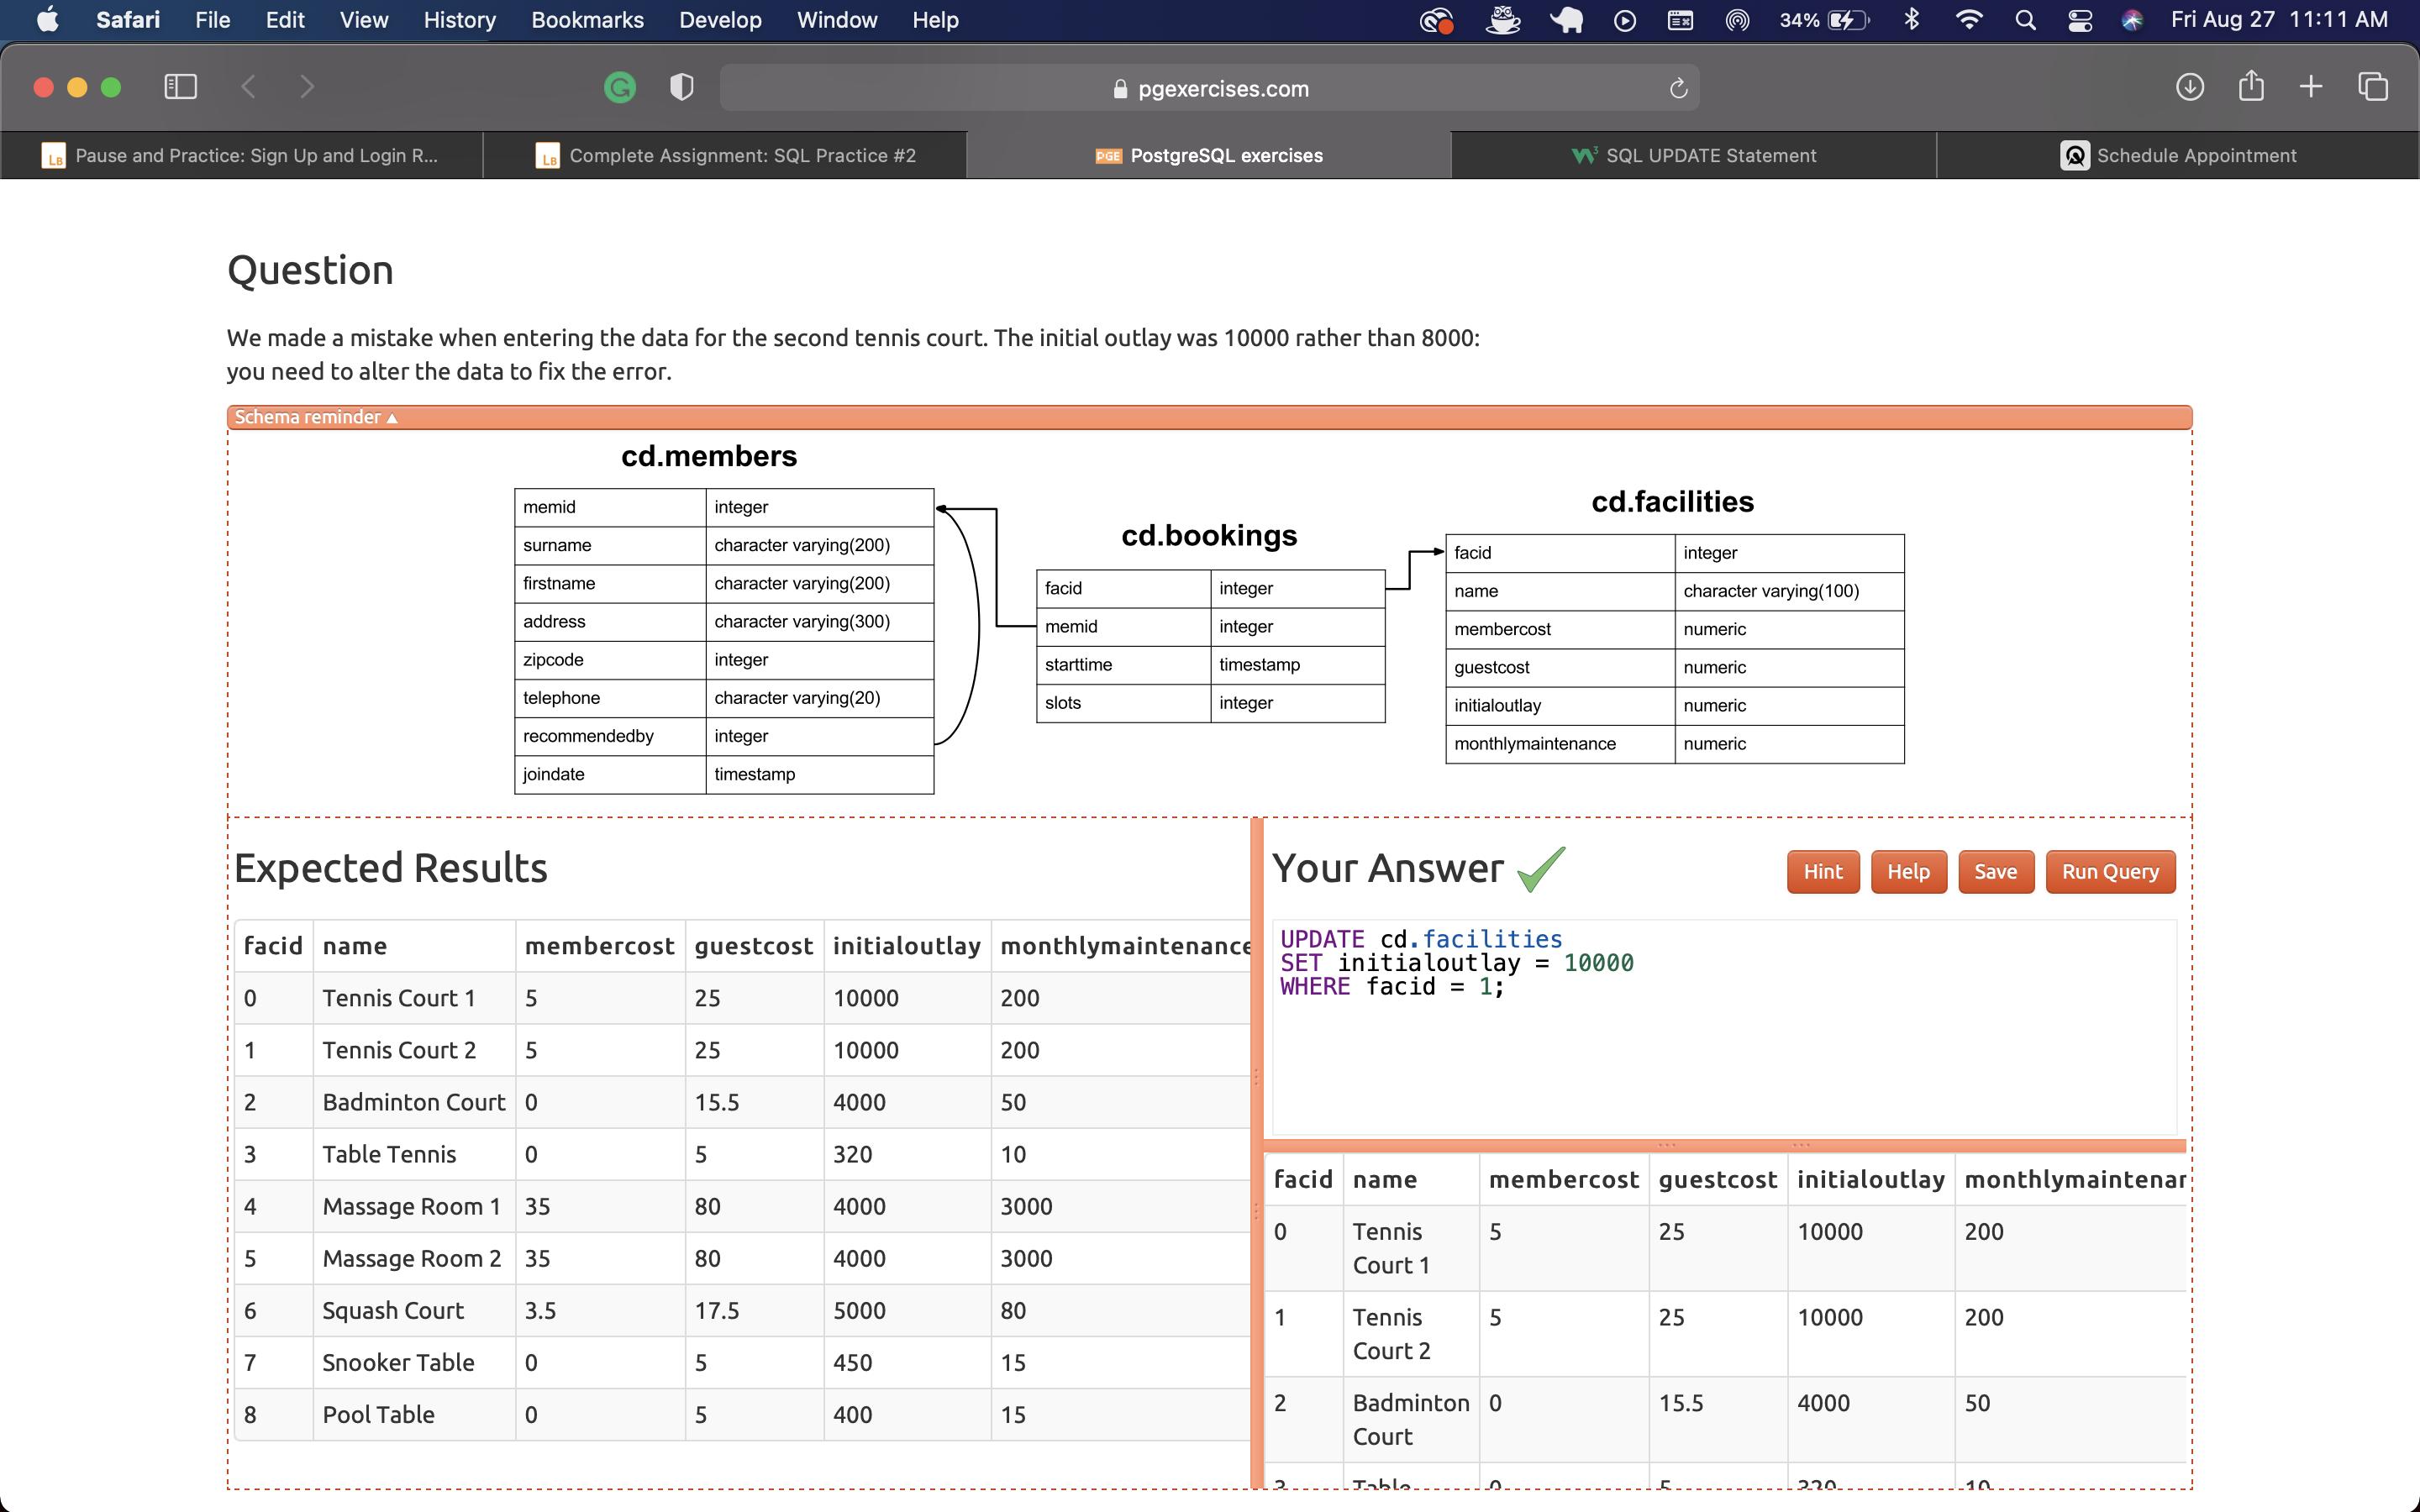 Safari File Edit View History Bookmarks Develop Window Help 34% Fri Aug 27 11:11 AM
pgexercises.com
LB Pause and Practice: Sign Up and Login R... LB Complete Assignment: SQL Practice #2 PGE PostgreSQL exercises SQL UPDATE Statement Schedule Appointment
Question
We made a mistake when entering the data for the second tennis court. The initial outlay was 10000 rather than 8000:
you need to alter the data to fix the error.
Schema reminder ▲
cd.members
memid integer
surname character varying(200)
firstname character varying(200)
address character varying(300)
zipcode integer
telephone character varying(20)
recommendedby integer
joindate timestamp
cd.bookings
facid integer
memid integer
starttime timestamp
slots integer
cd.facilities
facid integer
name character varying(100)
membercost numeric
guestcost numeric
initialoutlay numeric
monthlymaintenance numeric
Expected Results
facid name membercost guestcost initialoutlay monthlymaintenance
0 Tennis Court 1 5 25 10000 200
1 Tennis Court 2 5 25 10000 200
2 Badminton Court 0 15.5 4000 50
3 Table Tennis 0 5 320 10
4 Massage Room 1 35 80 4000 3000
5 Massage Room 2 35 80 4000 3000
6 Squash Court 3.5 17.5 5000 80
7 Snooker Table 0 5 450 15
8 Pool Table 0 5 400 15
Your Answer
Hint Help Save Run Query
UPDATE cd.facilities
SET initialoutlay = 10000
WHERE facid = 1;
facid name membercost guestcost initialoutlay monthlymaintenan
0 Tennis 5 25 10000 200
Court 1
1 Tennis 5 25 10000 200
Court 2
2 Badminton 0 15.5 4000 50
Court
3 Table 0 5 320 10